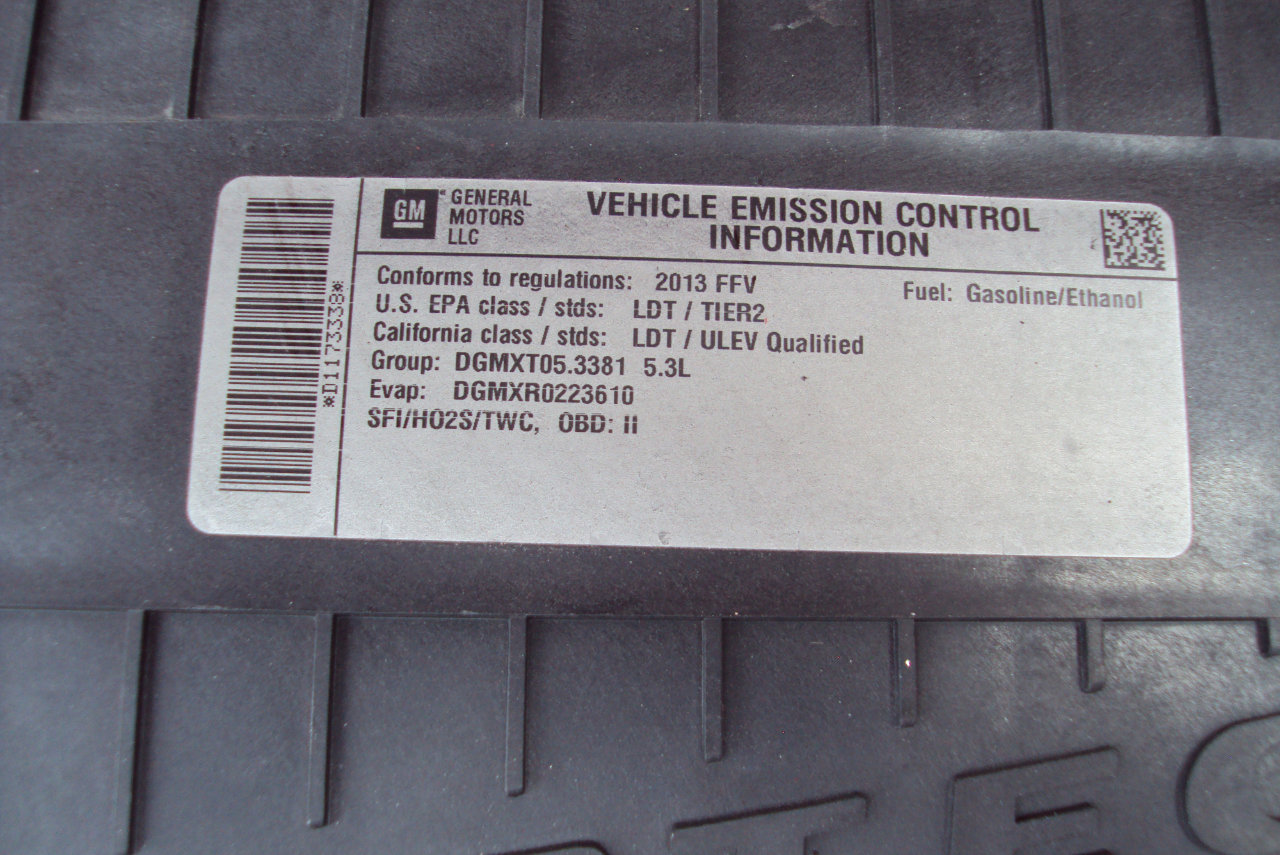 GM GENERAL
MOTORS
LLC
VEHICLE EMISSION CONTROL
INFORMATION
Conforms to regulations: 2013 FFV
Fuel: Gasoline/Ethanol
U.S. EPA class / stds: LDT / TIER2
California class / stds: LDT / ULEV Qualified
Group: DGMXT05.3381 5.3L
Evap: DGMXR0223610
SFI/HO2S/TWC, OBD: II
*D1173338*